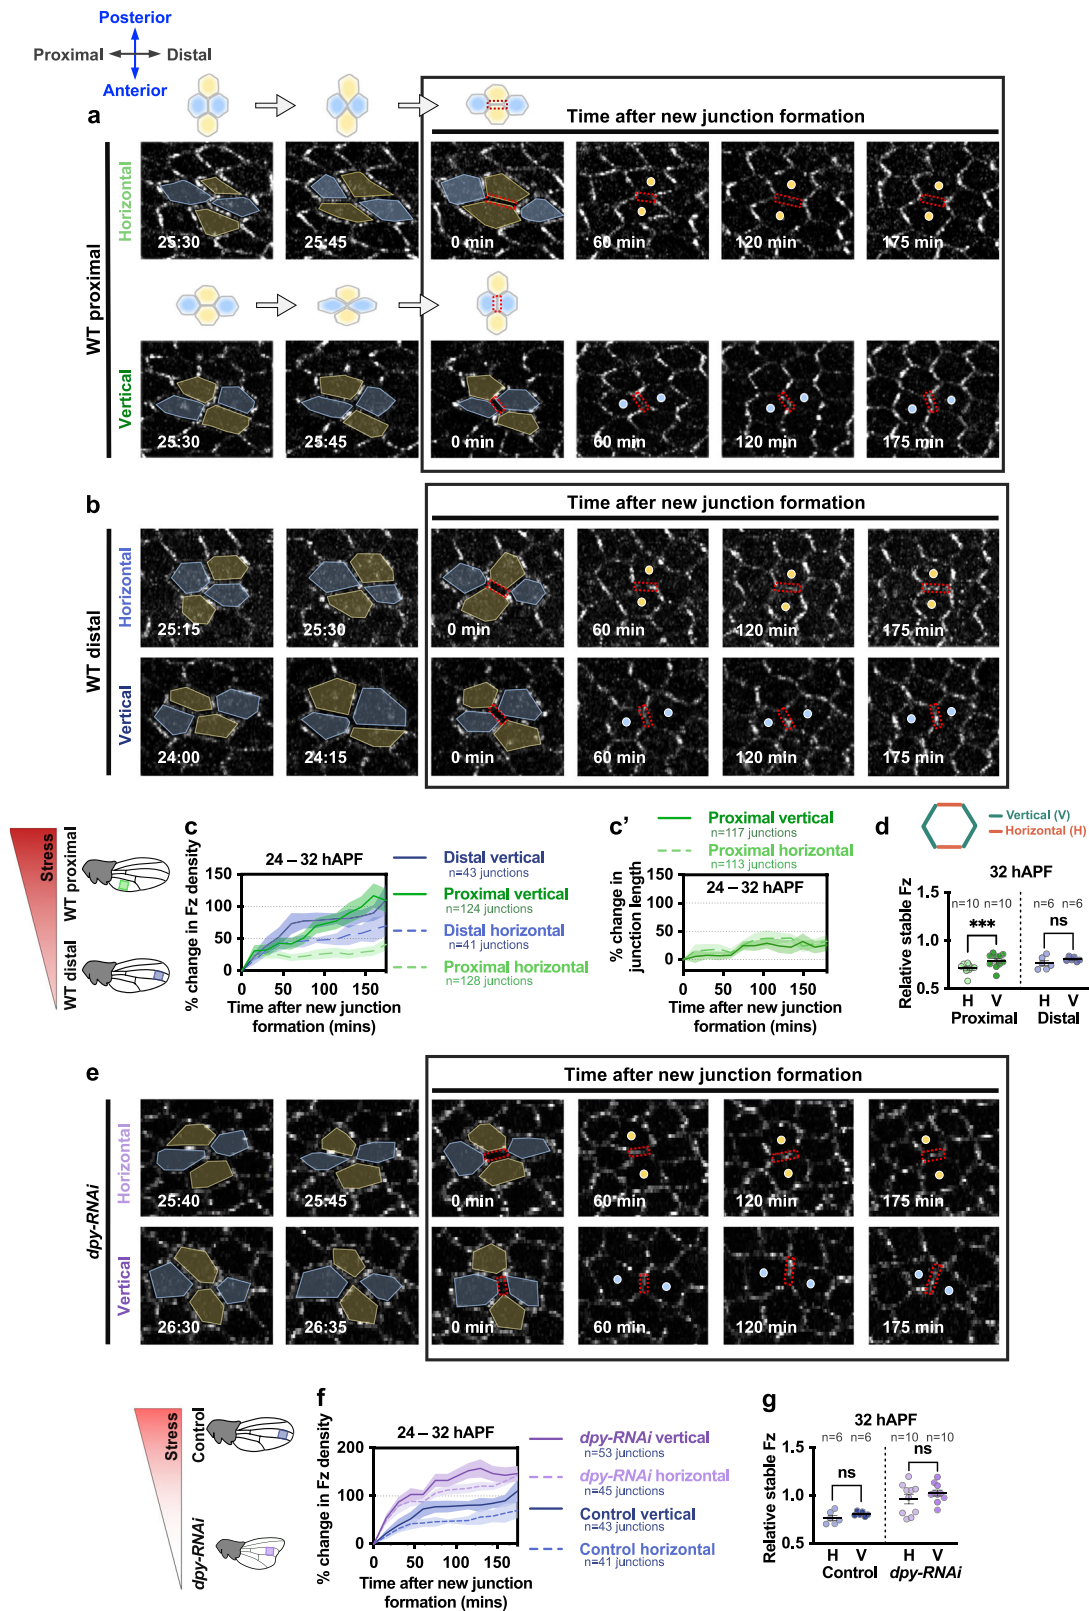 Posterior
Proximal
Distal
Anterior
a
Time after new junction formation
WT proximal
Horizontal
25:30
25:45
0 min
60 min
120 min
175 min
Vertical
25:30
25:45
0 min
60 min
120 min
175 min
b
Time after new junction formation
WT distal
Horizontal
25:15
25:30
0 min
60 min
120 min
175 min
Vertical
24:00
24:15
0 min
60 min
120 min
175 min
Stress
WT proximal
WT distal
c
24 – 32 hAPF
% change in Fz density
150
100
50
0
0
50
100
150
Time after new junction
formation (mins)
Distal vertical
n=43 junctions
Proximal vertical
n=124 junctions
Distal horizontal
n=41 junctions
Proximal horizontal
n=128 junctions
c’
Proximal vertical
n=117 junctions
Proximal horizontal
n=113 junctions
24 – 32 hAPF
% change in
junction length
150
100
50
0
0
50
100
150
Time after new junction
formation (mins)
d
Vertical (V)
Horizontal (H)
32 hAPF
Relative stable Fz
1.5
1.0
0.5
n=10 n=10
n=6 n=6
***
ns
H V
H V
Proximal
Distal
e
Time after new junction formation
dpy-RNAi
Horizontal
25:40
25:45
0 min
60 min
120 min
175 min
Vertical
26:30
26:35
0 min
60 min
120 min
175 min
Stress
Control
dpy-RNAi
f
24 – 32 hAPF
% change in Fz density
200
100
0
0
50
100
150
Time after new junction
formation (mins)
dpy-RNAi vertical
n=53 junctions
dpy-RNAi horizontal
n=45 junctions
Control vertical
n=43 junctions
Control horizontal
n=41 junctions
g
32 hAPF
Relative stable Fz
1.5
1.0
0.5
n=6 n=6
n=10 n=10
ns
ns
H V
H V
Control
dpy-RNAi